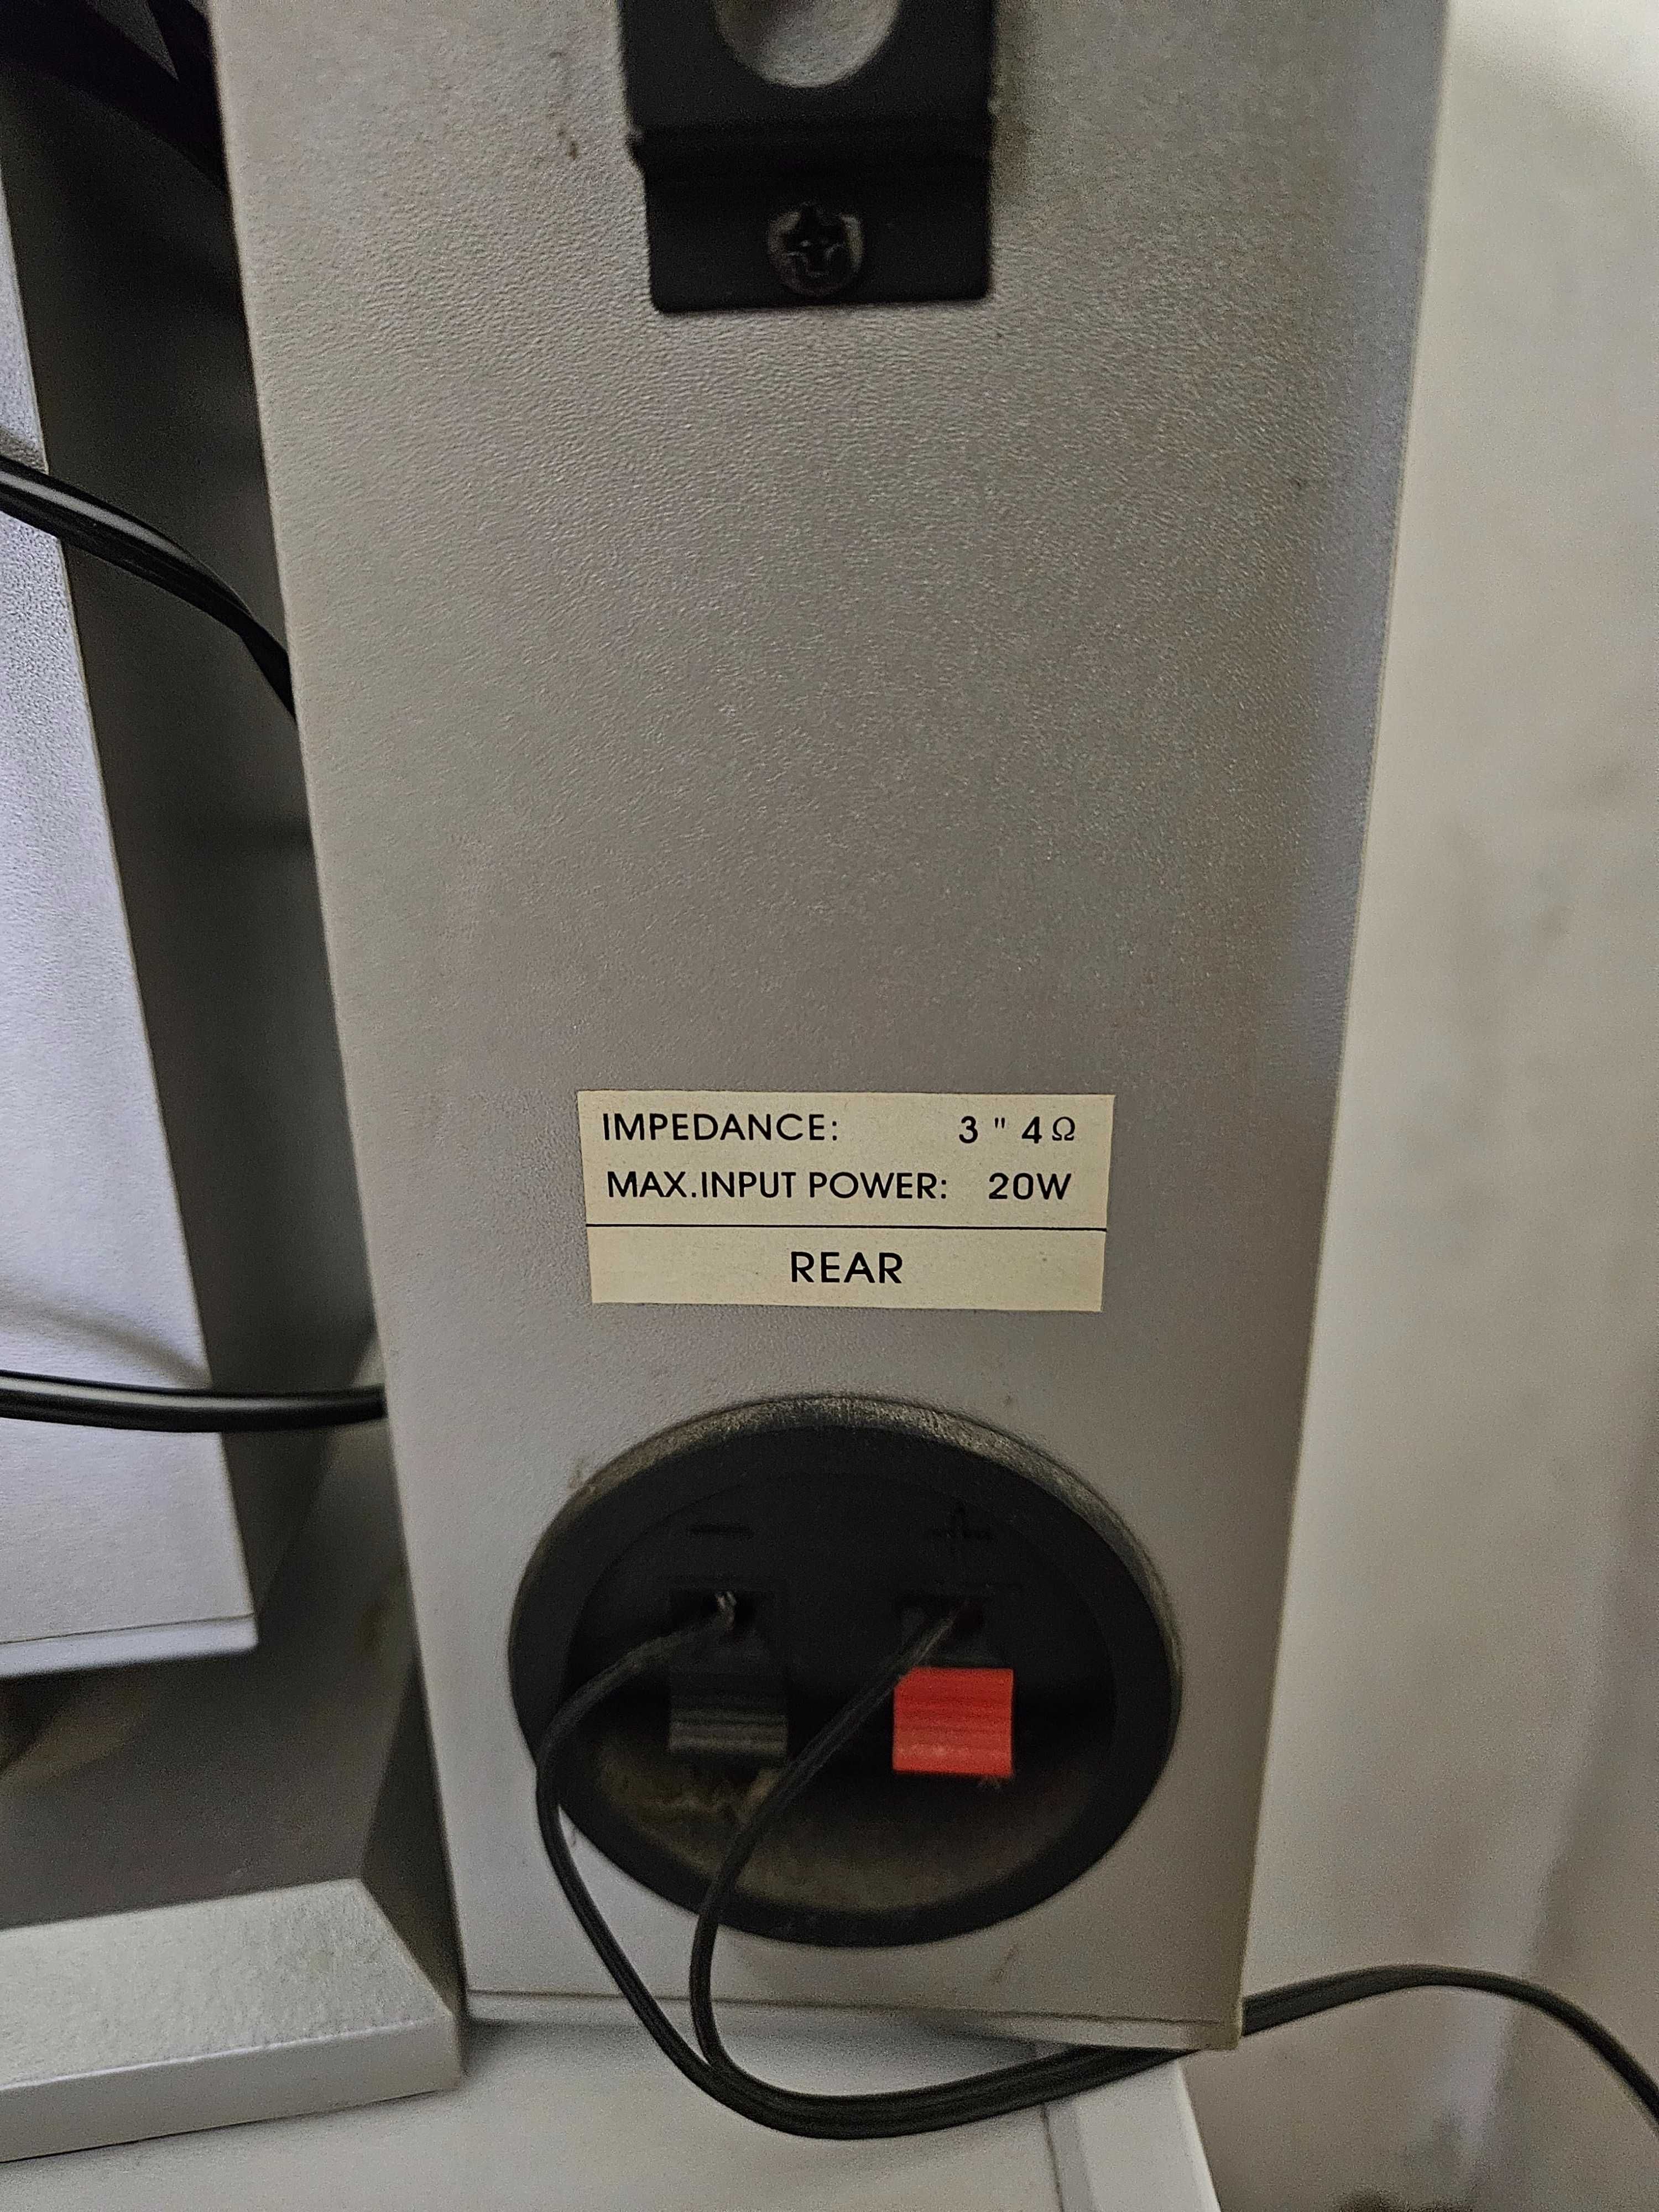 IMPEDANCE: 3 " 4Ω
MAX.INPUT POWER: 20W
REAR
− +